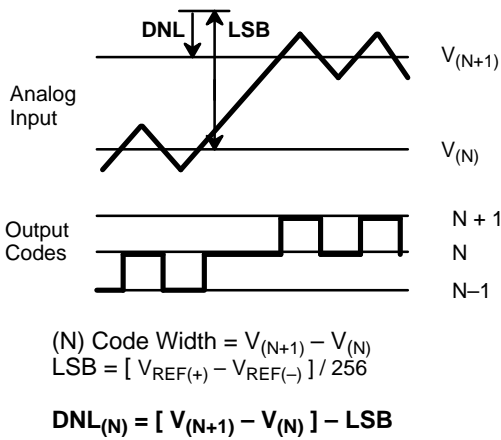 DNL LSB
V(N+1)
Analog
Input
V(N)
Output
Codes
N + 1
N
N–1
(N) Code Width = V(N+1) – V(N)
LSB = [ VREF(+) – VREF(–) ] / 256
DNL(N) = [ V(N+1) – V(N) ] – LSB